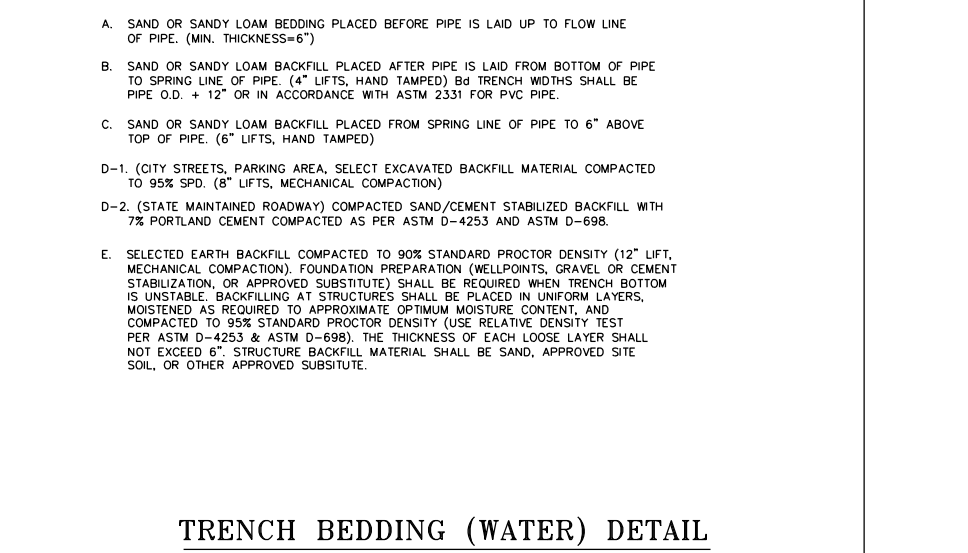 A. SAND OR SANDY LOAM BEDDING PLACED BEFORE PIPE IS LAID UP TO FLOW LINE
OF PIPE. (MIN. THICKNESS=6")
B. SAND OR SANDY LOAM BACKFILL PLACED AFTER PIPE IS LAID FROM BOTTOM OF PIPE
TO SPRING LINE OF PIPE. (4" LIFTS, HAND TAMPED) Bd TRENCH WIDTHS SHALL BE
PIPE O.D. + 12" OR IN ACCORDANCE WITH ASTM 2331 FOR PVC PIPE.
C. SAND OR SANDY LOAM BACKFILL PLACED FROM SPRING LINE OF PIPE TO 6" ABOVE
TOP OF PIPE. (6" LIFTS, HAND TAMPED)
D-1. (CITY STREETS, PARKING AREA, SELECT EXCAVATED BACKFILL MATERIAL COMPACTED
TO 95% SPD. (8" LIFTS, MECHANICAL COMPACTION)
D-2. (STATE MAINTAINED ROADWAY) COMPACTED SAND/CEMENT STABILIZED BACKFILL WITH
7% PORTLAND CEMENT COMPACTED AS PER ASTM D-4253 AND ASTM D-698.
E. SELECTED EARTH BACKFILL COMPACTED TO 90% STANDARD PROCTOR DENSITY (12" LIFT,
MECHANICAL COMPACTION). FOUNDATION PREPARATION (WELLPOINTS, GRAVEL OR CEMENT
STABILIZATION, OR APPROVED SUBSTITUTE) SHALL BE REQUIRED WHEN TRENCH BOTTOM
IS UNSTABLE. BACKFILLING AT STRUCTURES SHALL BE PLACED IN UNIFORM LAYERS,
MOISTENED AS REQUIRED TO APPROXIMATE OPTIMUM MOISTURE CONTENT, AND
COMPACTED TO 95% STANDARD PROCTOR DENSITY (USE RELATIVE DENSITY TEST
PER ASTM D-4253 & ASTM D-698). THE THICKNESS OF EACH LOOSE LAYER SHALL
NOT EXCEED 6". STRUCTURE BACKFILL MATERIAL SHALL BE SAND, APPROVED SITE
SOIL, OR OTHER APPROVED SUBSITUTE.
TRENCH BEDDING (WATER) DETAIL